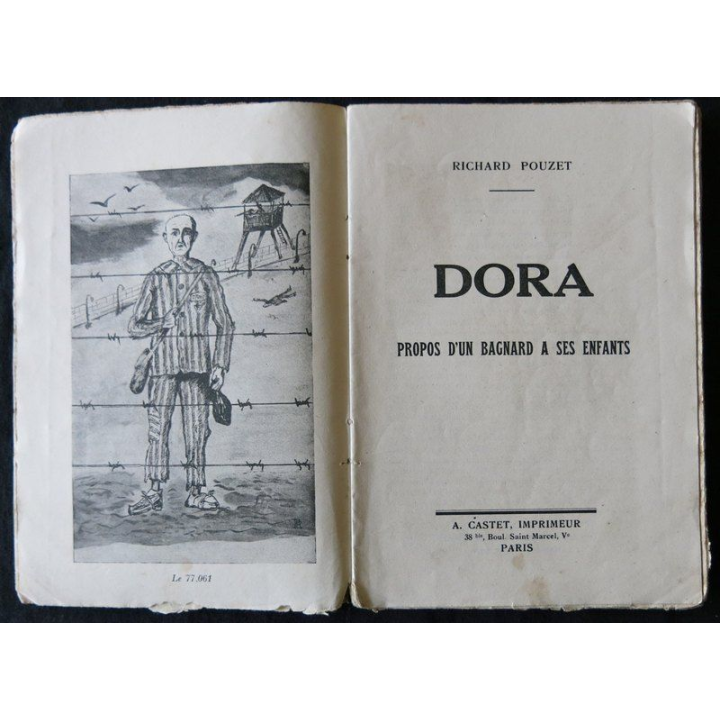 Le 77.061
RICHARD POUZET
DORA
PROPOS D'UN BAGNARD A SES ENFANTS
A. CASTET, IMPRIMEUR
38 bis, Boul. Saint Marcel, Ve
PARIS